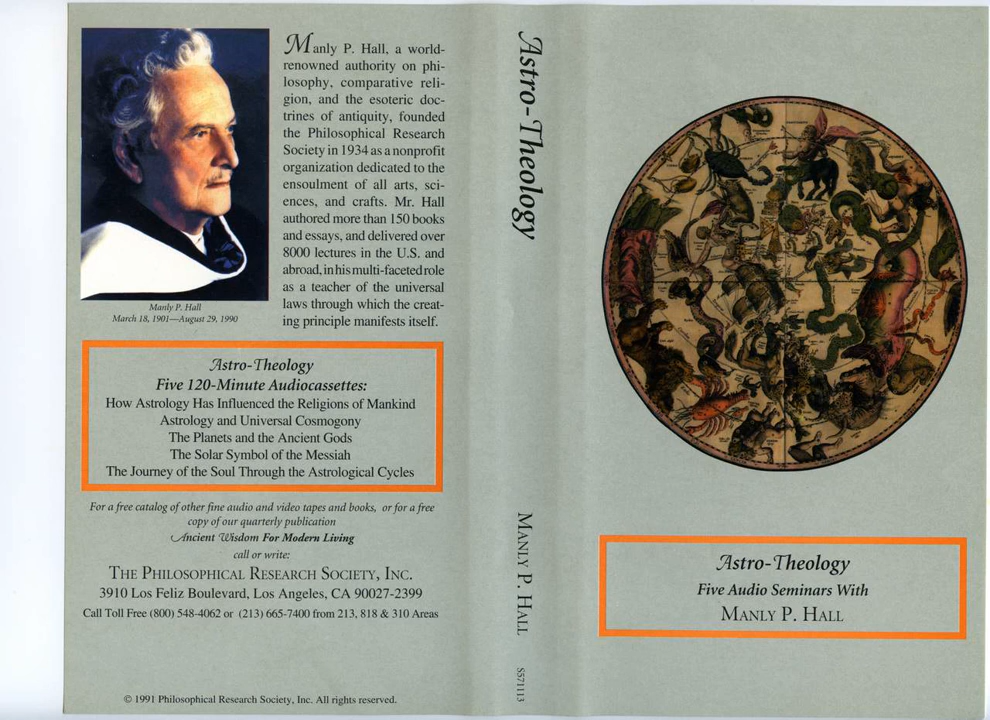 Manly P. Hall, a world-
renowned authority on phi-
losophy, comparative reli-
gion, and the esoteric doc-
trines of antiquity, founded
the Philosophical Research
Society in 1934 as a nonprofit
organization dedicated to the
ensoulment of all arts, sci-
ences, and crafts. Mr. Hall
authored more than 150 books
and essays, and delivered over
8000 lectures in the U.S. and
abroad, in his multi-faceted role
as a teacher of the universal
laws through which the creat-
ing principle manifests itself.
Manly P. Hall
March 18, 1901—August 29, 1990
Astro-Theology
Five 120-Minute Audiocassettes:
How Astrology Has Influenced the Religions of Mankind
Astrology and Universal Cosmogony
The Planets and the Ancient Gods
The Solar Symbol of the Messiah
The Journey of the Soul Through the Astrological Cycles
For a free catalog of other fine audio and video tapes and books, or for a free
copy of our quarterly publication
Ancient Wisdom For Modern Living
call or write:
THE PHILOSOPHICAL RESEARCH SOCIETY, INC.
3910 Los Feliz Boulevard, Los Angeles, CA 90027-2399
Call Toll Free (800) 548-4062 or (213) 665-7400 from 213, 818 & 310 Areas
© 1991 Philosophical Research Society, Inc. All rights reserved.
Astro-Theology
MANLY P. HALL
S571113
Astro-Theology
Five Audio Seminars With
MANLY P. HALL